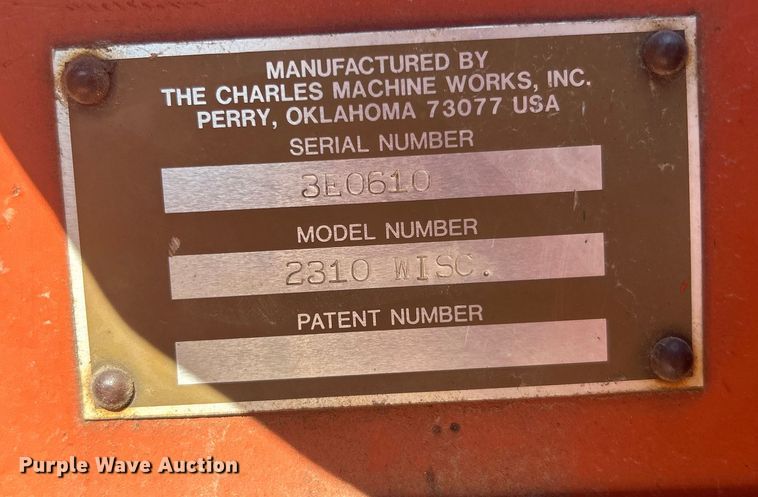 MANUFACTURED BY
THE CHARLES MACHINE WORKS, INC.
PERRY, OKLAHOMA 73077 USA
SERIAL NUMBER
3E0610
MODEL NUMBER
2310 WISC.
PATENT NUMBER
Purple Wave Auction